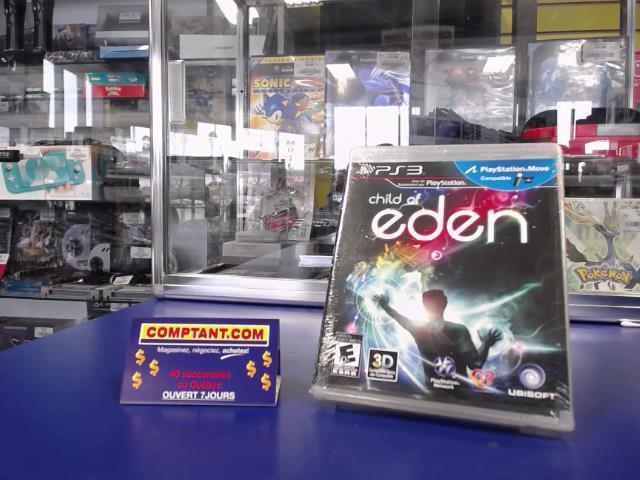 SONIC
PS3
PlayStation.Move
Compatible
PlayStation.
child of
eden
COMPTANT.COM
Magasinez, négociez, achetez!
40 succursales
au Québec
OUVERT 7JOURS
E
ESRB
3D
PlayStation
Network
Q?
UBISOFT
POKéMON